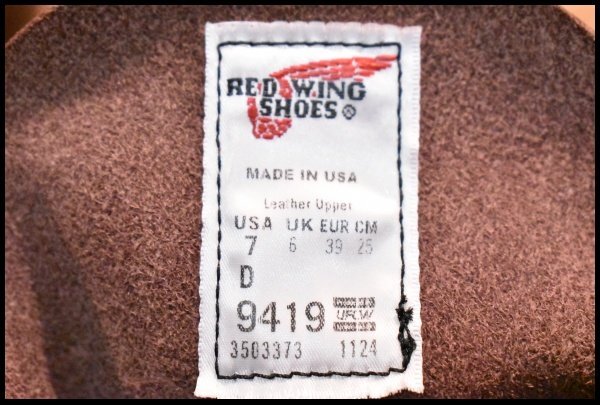 RED WING
SHOES ®
MADE IN USA
Leather Upper
USA UK EUR CM
7 6 39 25
D
9419 UFCW
3503373 1124